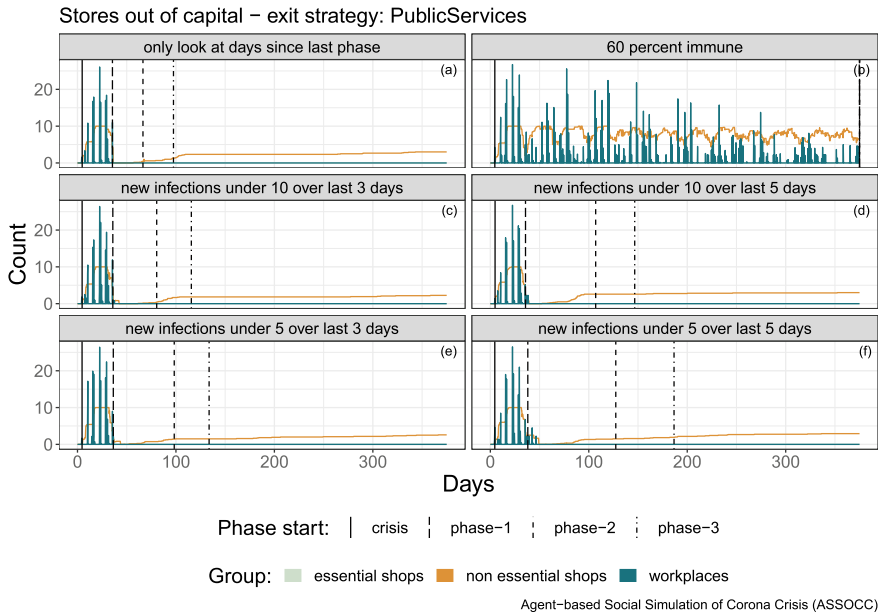 Stores out of capital − exit strategy: PublicServices
only look at days since last phase
60 percent immune
(a)
(b)
20
10
0
new infections under 10 over last 3 days
new infections under 10 over last 5 days
(c)
(d)
20
10
0
new infections under 5 over last 3 days
new infections under 5 over last 5 days
(e)
(f)
20
10
0
Count
0 100 200 300
0 100 200 300
Days
Phase start: crisis phase−1 phase−2 phase−3
Group: essential shops non essential shops workplaces
Agent−based Social Simulation of Corona Crisis (ASSOCC)